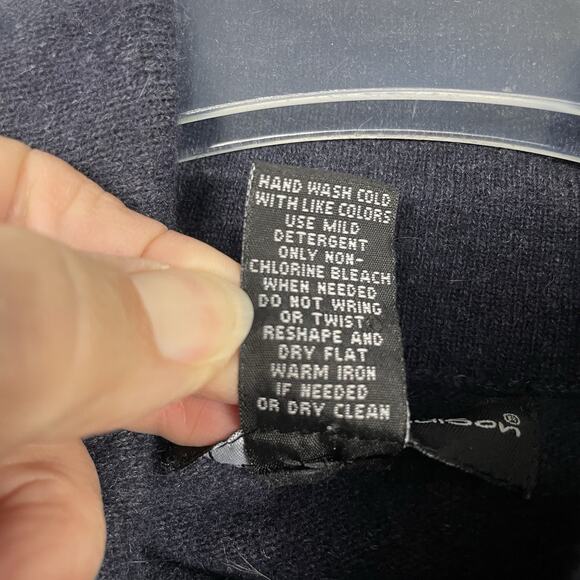 HAND WASH COLD
WITH LIKE COLORS
USE MILD
DETERGENT
ONLY NON-
CHLORINE BLEACH
WHEN NEEDED
DO NOT WRING
OR TWIST
RESHAPE AND
DRY FLAT
WARM IRON
IF NEEDED
OR DRY CLEAN